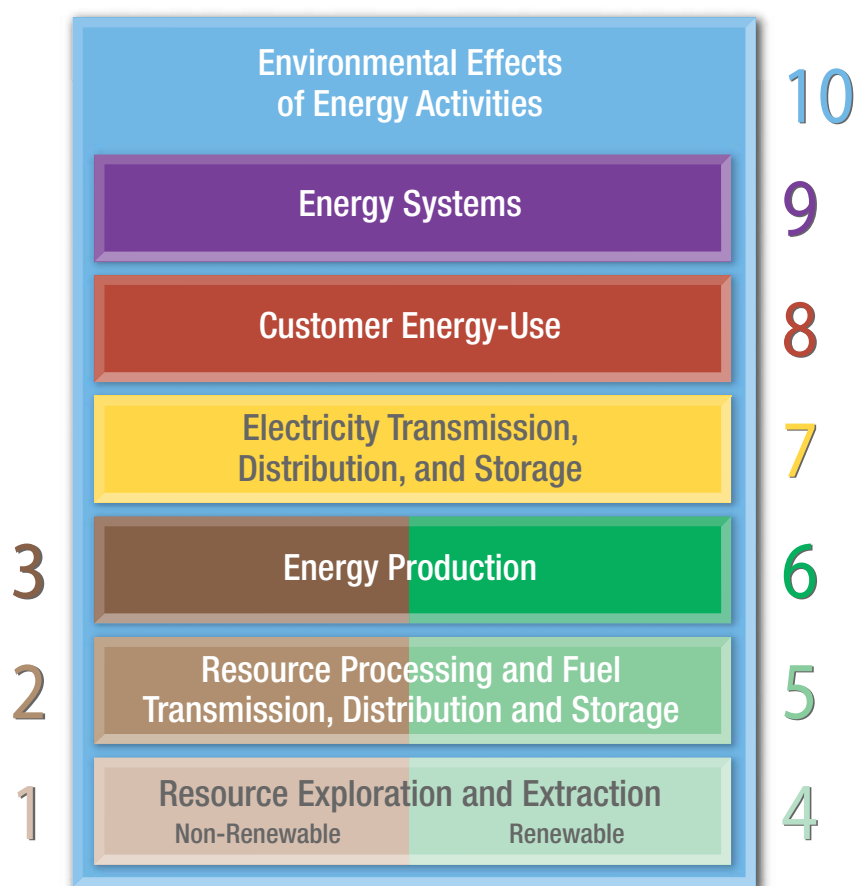 Environmental Effects
of Energy Activities
10
Energy Systems
9
Customer Energy-Use
8
Electricity Transmission,
Distribution, and Storage
7
3
Energy Production
6
2
Resource Processing and Fuel
Transmission, Distribution and Storage
5
1
Resource Exploration and Extraction
Non-Renewable
Renewable
4